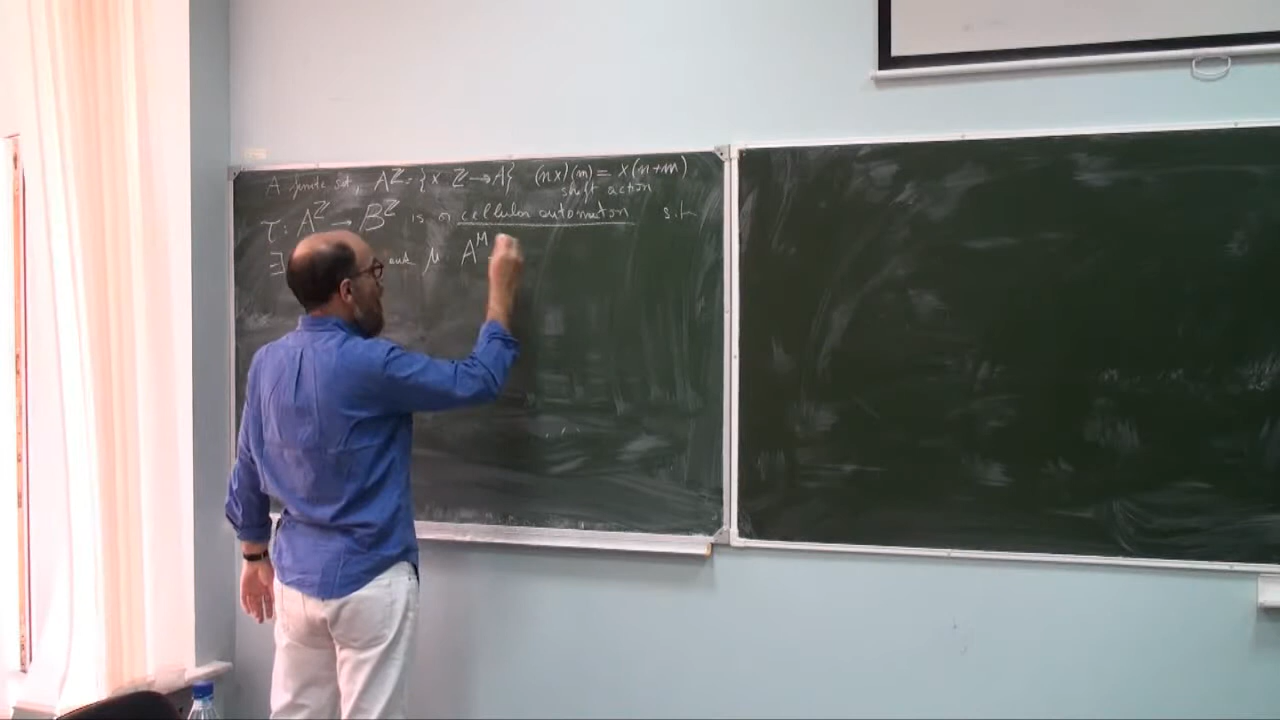 A finite set, A^ℤ = {x ℤ → A} (nx)(m) = x(n+m)
shift action
τ: A^ℤ → B^ℤ is a cellular automaton s.t
∃ and μ: A^M